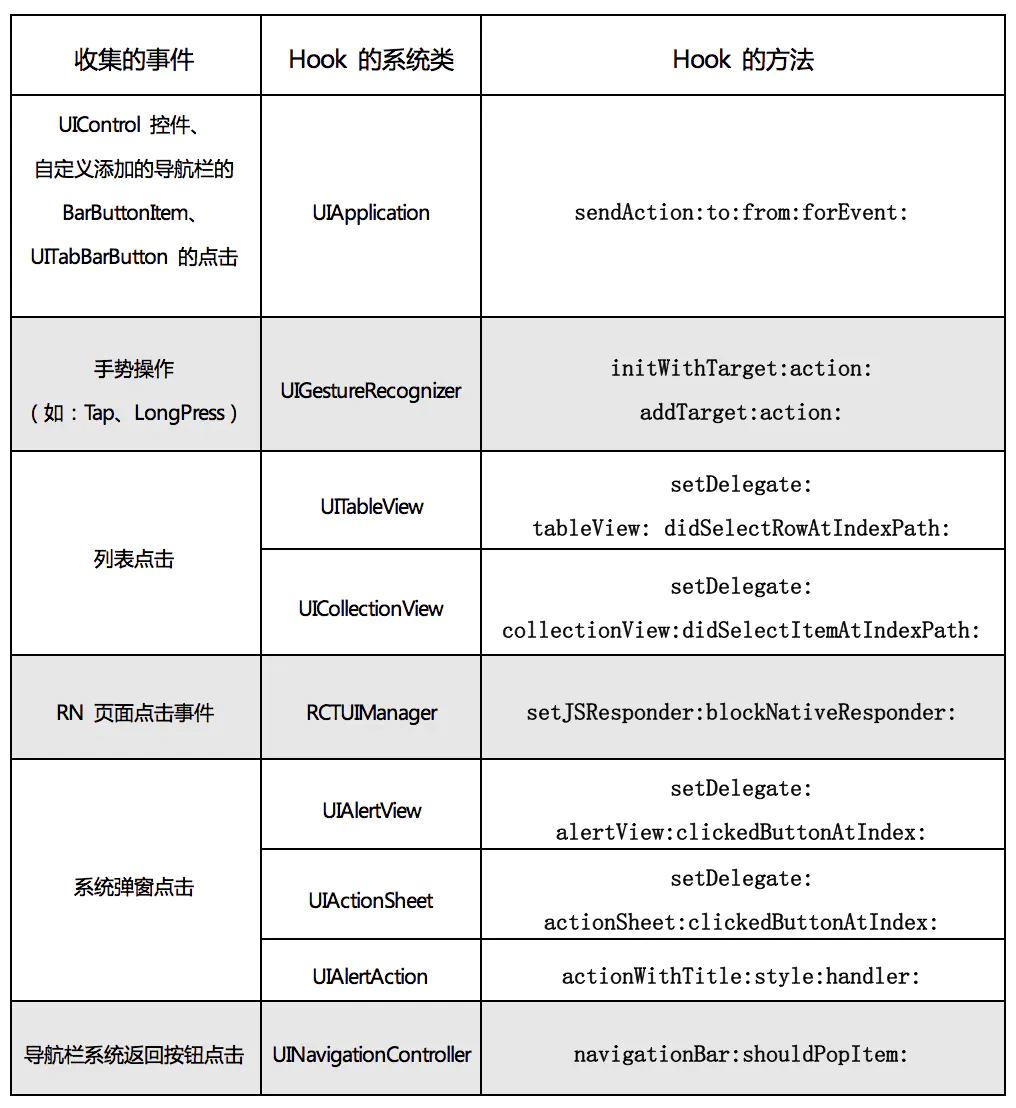 收集的事件
Hook 的系统类
Hook 的方法
UIControl 控件、
自定义添加的导航栏的
BarButtonItem、
UITabBarButton 的点击
UIApplication
sendAction:to:from:forEvent:
手势操作
（如：Tap、LongPress）
UIGestureRecognizer
initWithTarget:action:
addTarget:action:
列表点击
UITableView
setDelegate:
tableView: didSelectRowAtIndexPath:
UICollectionView
setDelegate:
collectionView:didSelectItemAtIndexPath:
RN 页面点击事件
RCTUIManager
setJSResponder:blockNativeResponder:
系统弹窗点击
UIAlertView
setDelegate:
alertView:clickedButtonAtIndex:
UIActionSheet
setDelegate:
actionSheet:clickedButtonAtIndex:
UIAlertAction
actionWithTitle:style:handler:
导航栏系统返回按钮点击
UINavigationController
navigationBar:shouldPopItem: